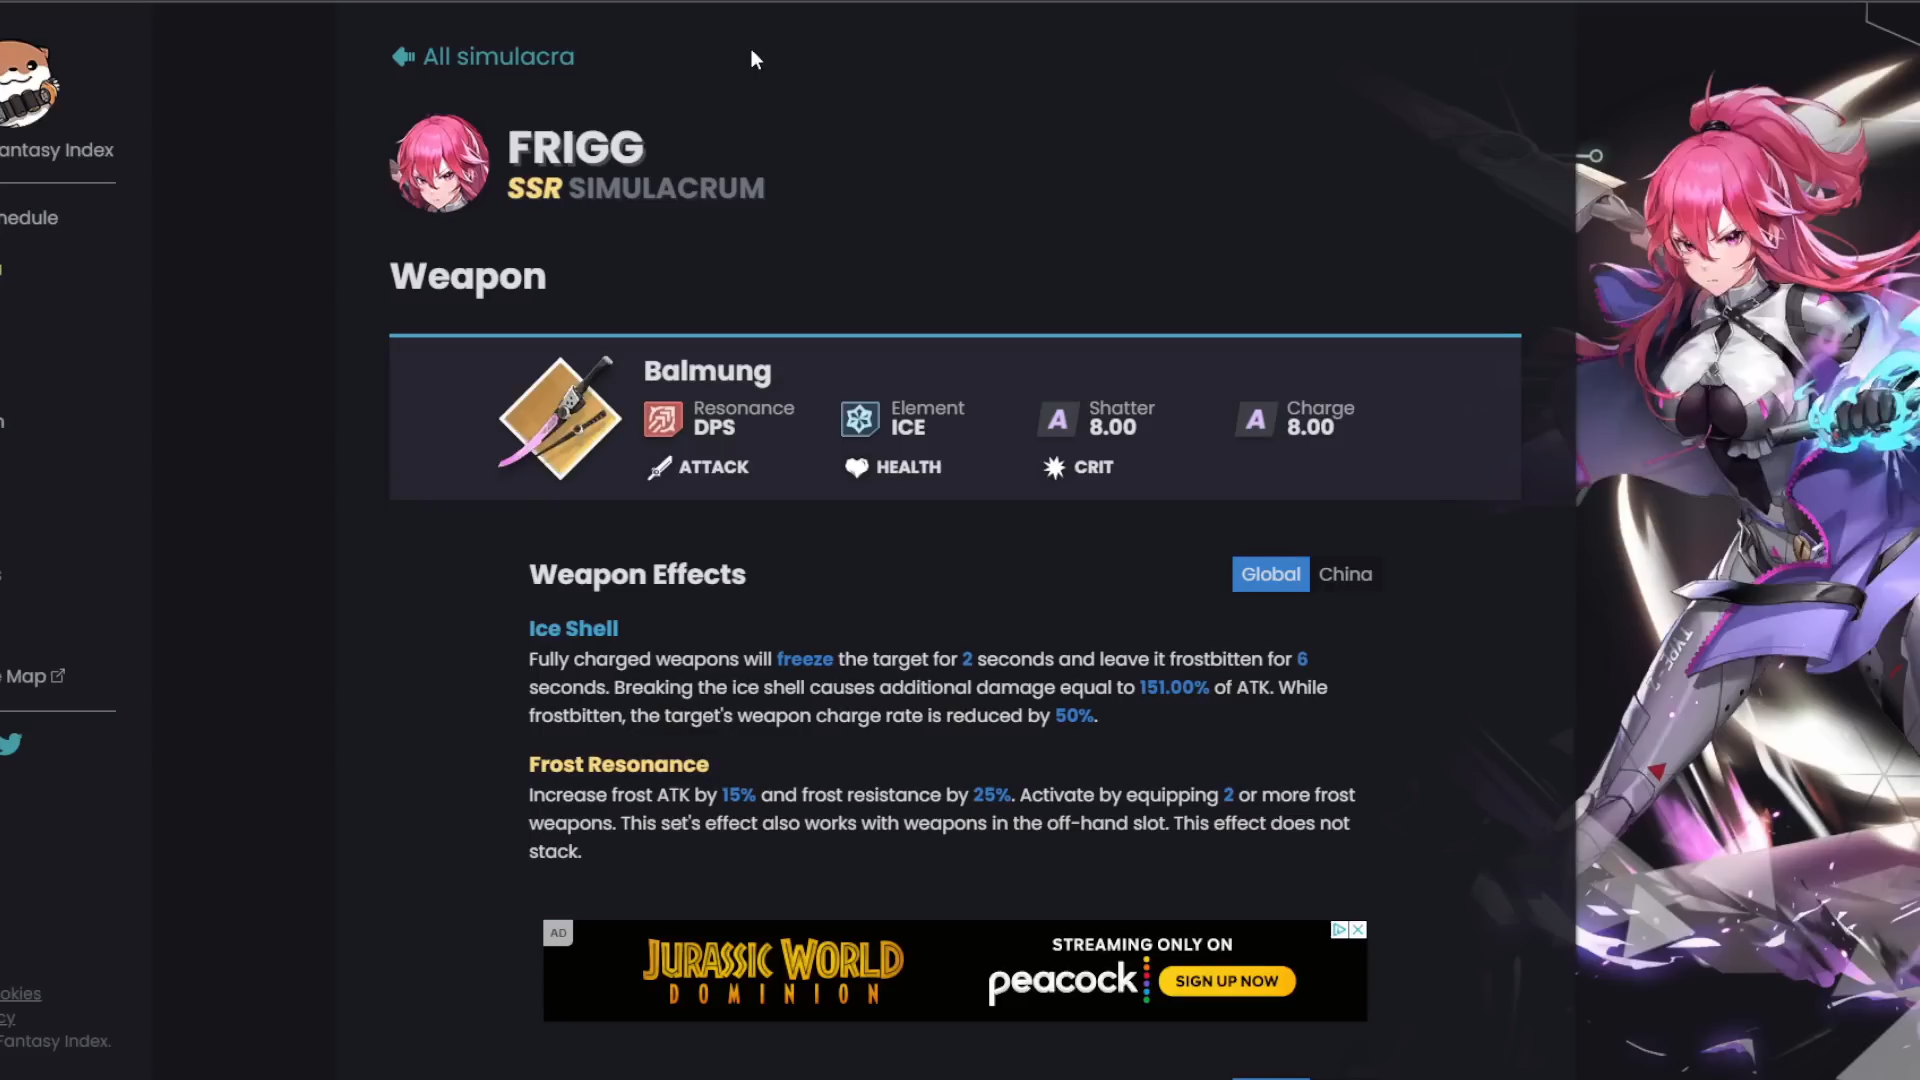 All simulacra
FRIGG
SSR SIMULACRUM
antasy Index
hedule
Weapon
Balmung
Resonance
DPS
Element
ICE
A
Shatter
8.00
A
Charge
8.00
ATTACK
HEALTH
CRIT
Weapon Effects
Global
China
Ice Shell
Fully charged weapons will freeze the target for 2 seconds and leave it frostbitten for 6
seconds. Breaking the ice shell causes additional damage equal to 151.00% of ATK. While
frostbitten, the target's weapon charge rate is reduced by 50%.
Map
Frost Resonance
Increase frost ATK by 15% and frost resistance by 25%. Activate by equipping 2 or more frost
weapons. This set's effect also works with weapons in the off-hand slot. This effect does not
stack.
AD
JURASSIC WORLD
DOMINION
STREAMING ONLY ON
peacock
SIGN UP NOW
okies
cy
Fantasy Index.
TYPE